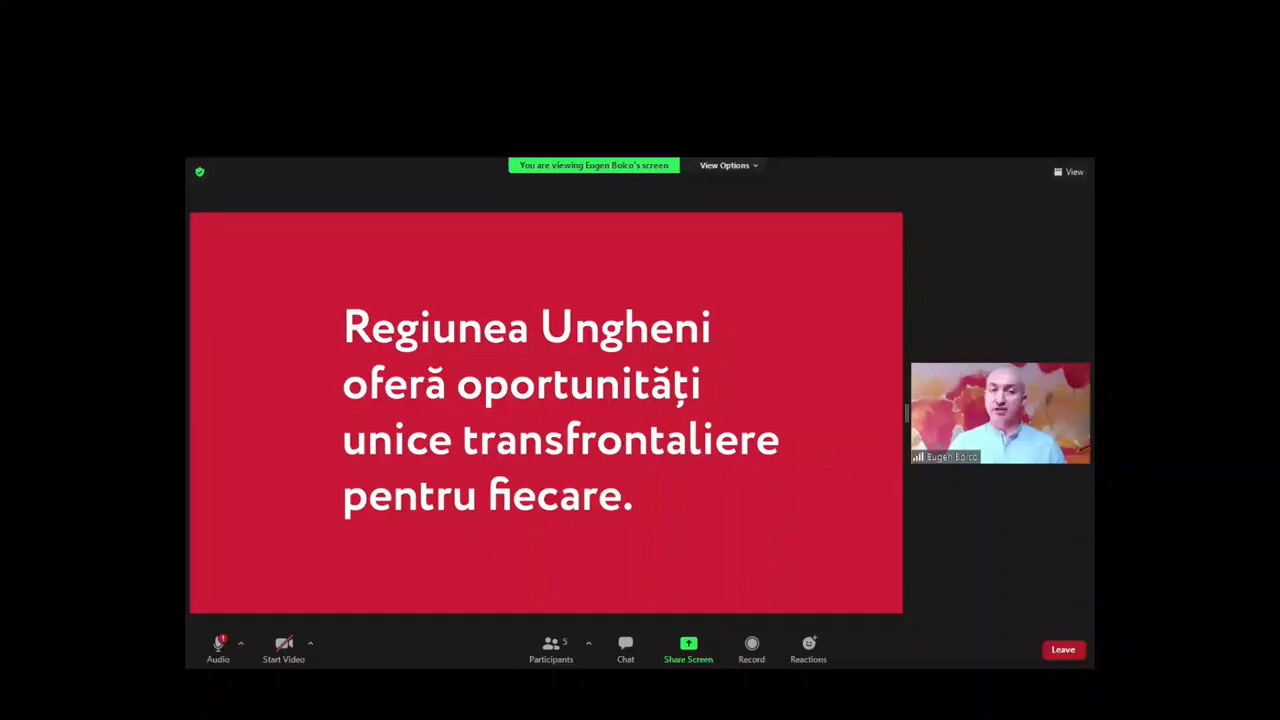 You are viewing Eugen Boico's screen
View Options
View
Regiunea Ungheni
oferă oportunități
unice transfrontaliere
pentru fiecare.
Eugen Boico
Audio
Start Video
5
Participants
Chat
Share Screen
Record
Reactions
Leave